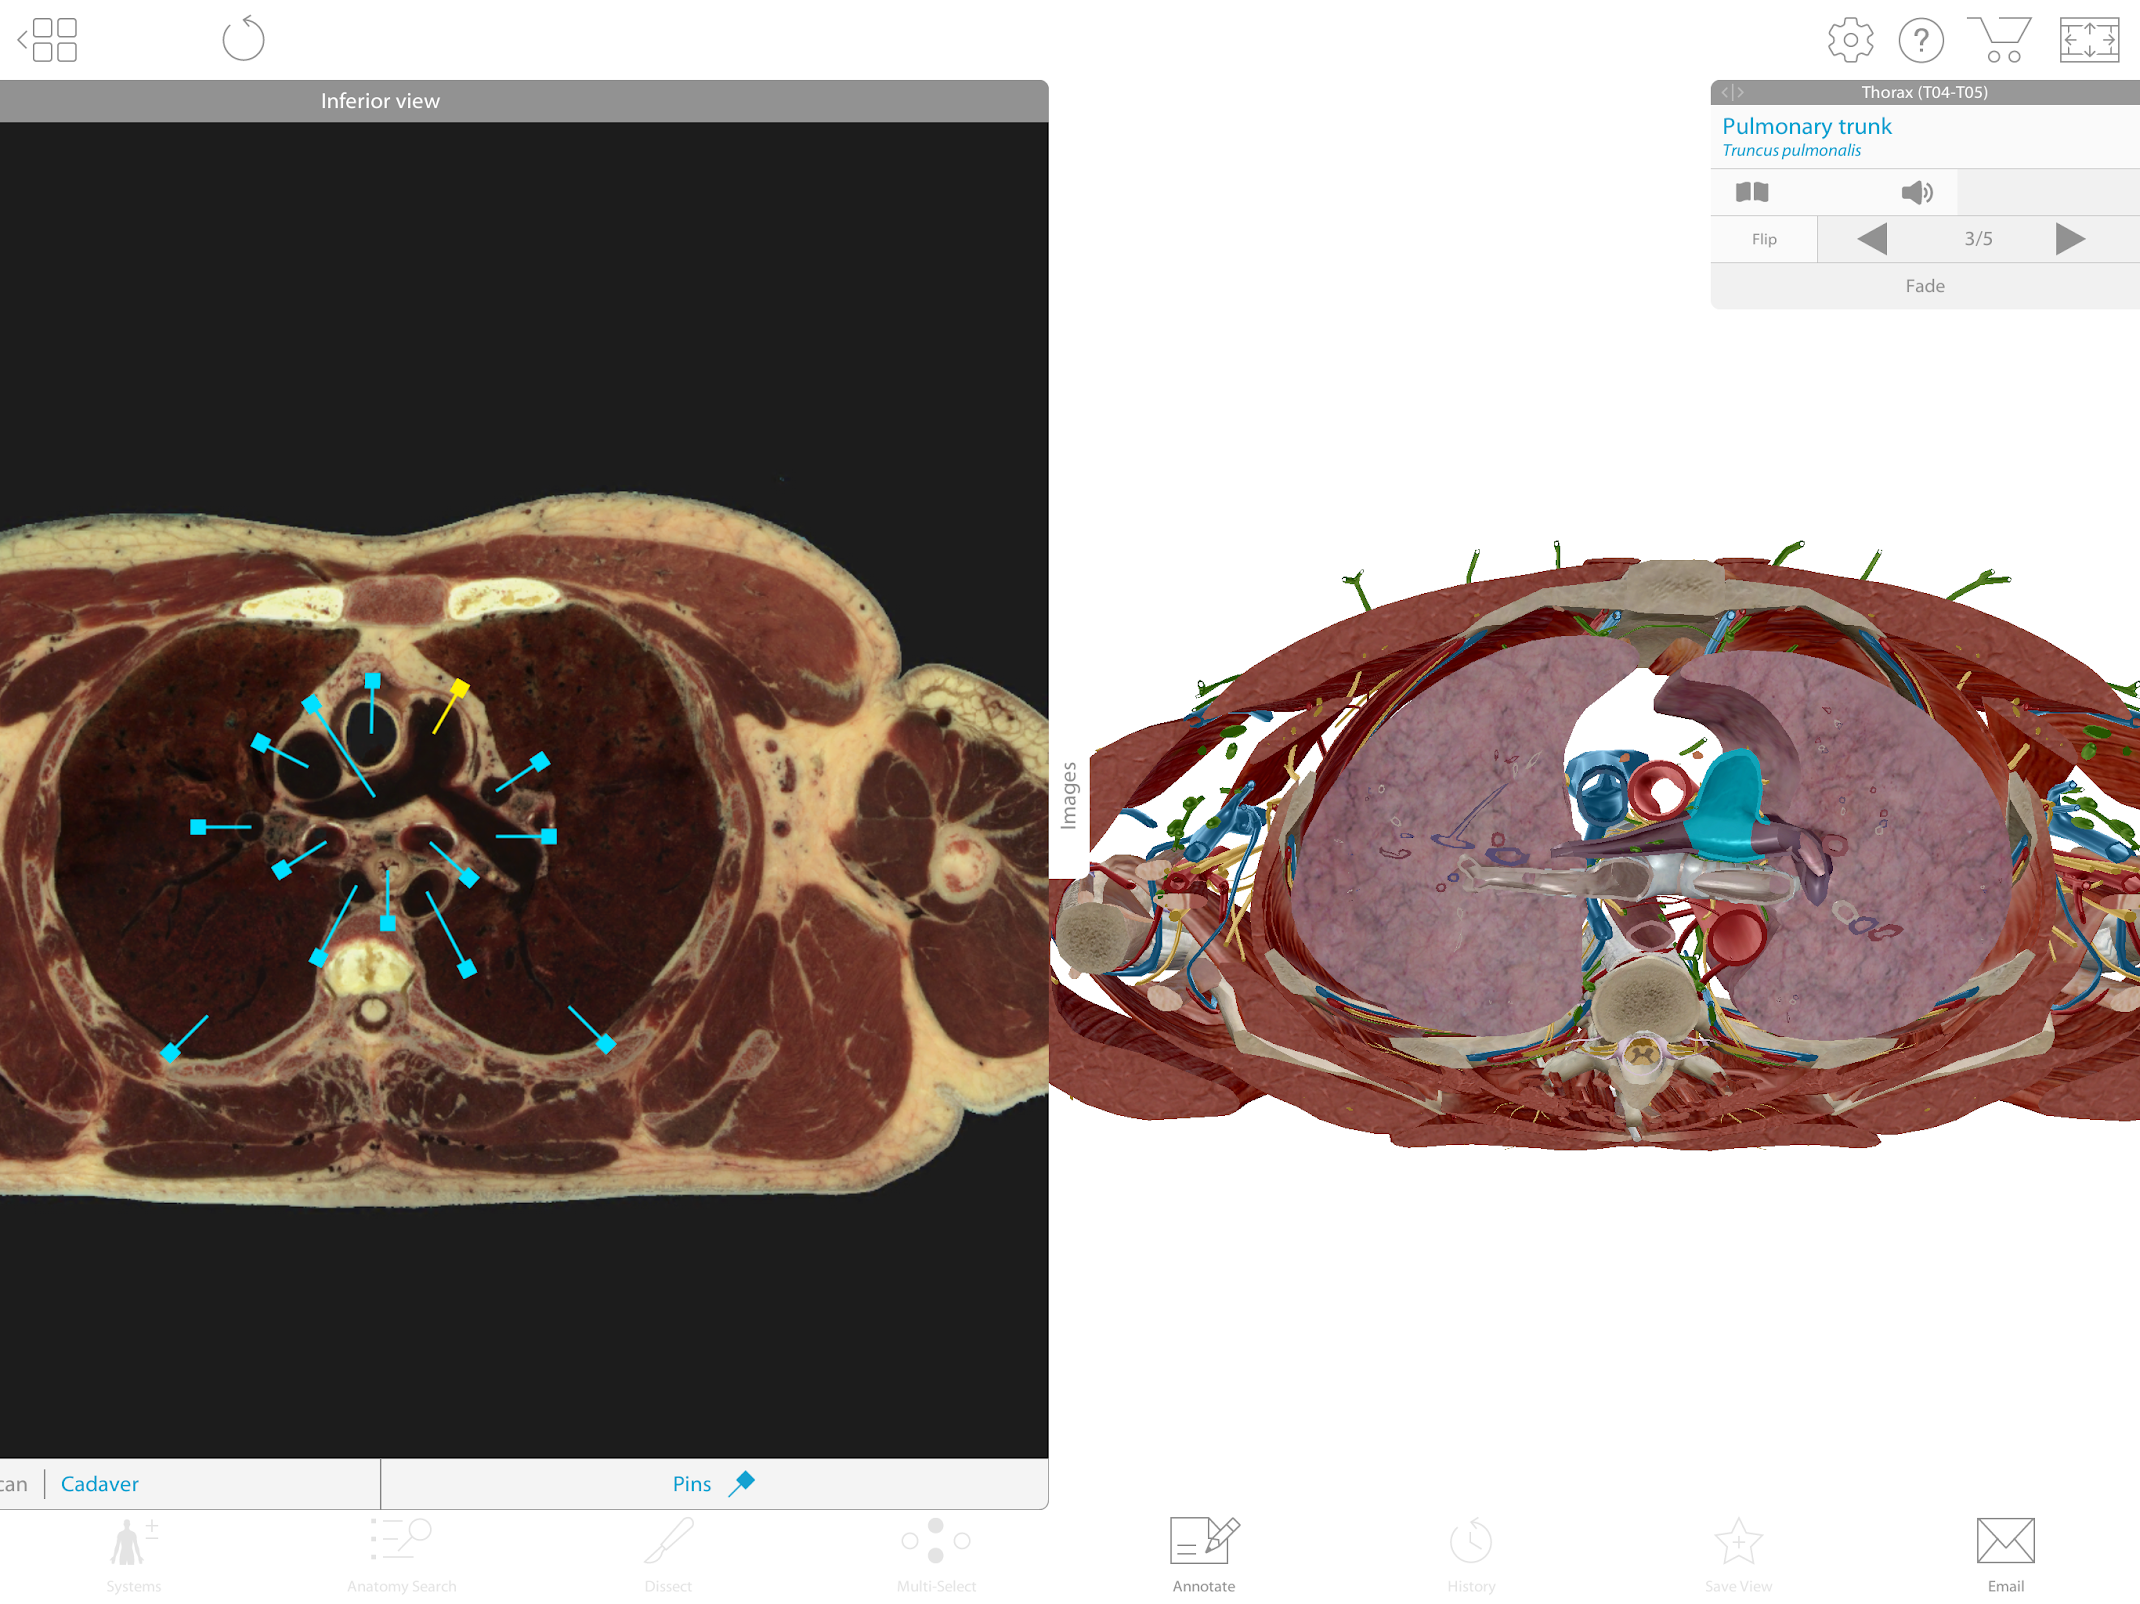 ?
Inferior view
Thorax (T04-T05)
Pulmonary trunk
Truncus pulmonalis
Flip
3/5
Fade
Images
can | Cadaver
Pins
Systems
Anatomy Search
Dissect
Multi-Select
Annotate
History
Save View
Email